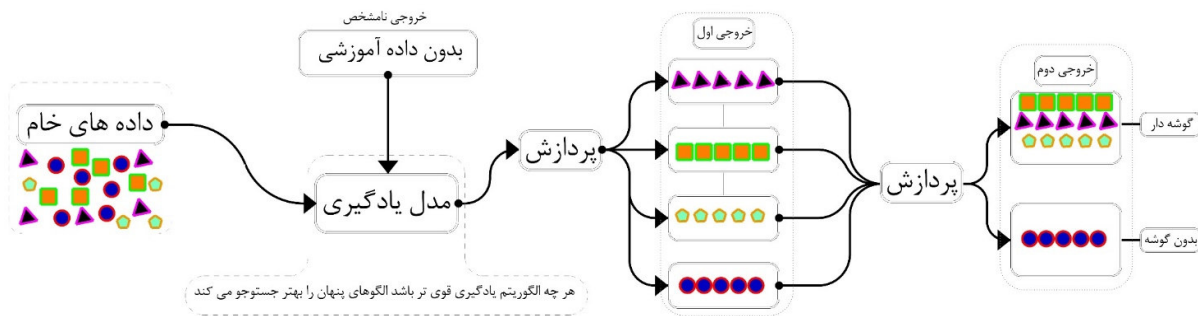 داده های خام
خروجی نامشخص
بدون داده آموزشی
مدل یادگیری
هر چه الگوریتم یادگیری قوی تر باشد الگوهای پنهان را بهتر جستوجو می کند
پردازش
خروجی اول
پردازش
خروجی دوم
گوشه دار
بدون گوشه